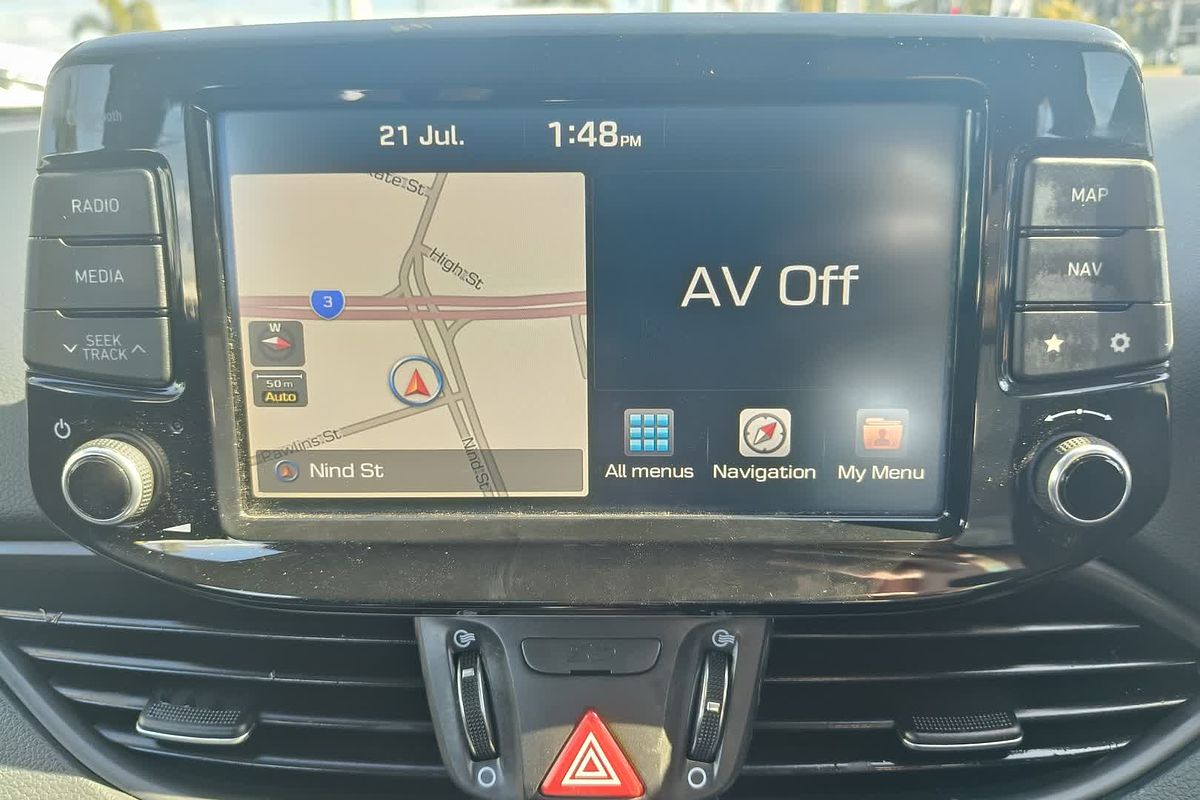 21 Jul. 1:48PM
RADIO
MEDIA
SEEK
TRACK
High St
3
W
50 m
Auto
Pawlins St
Nind St
Nind St
AV Off
All menus
Navigation
My Menu
MAP
NAV